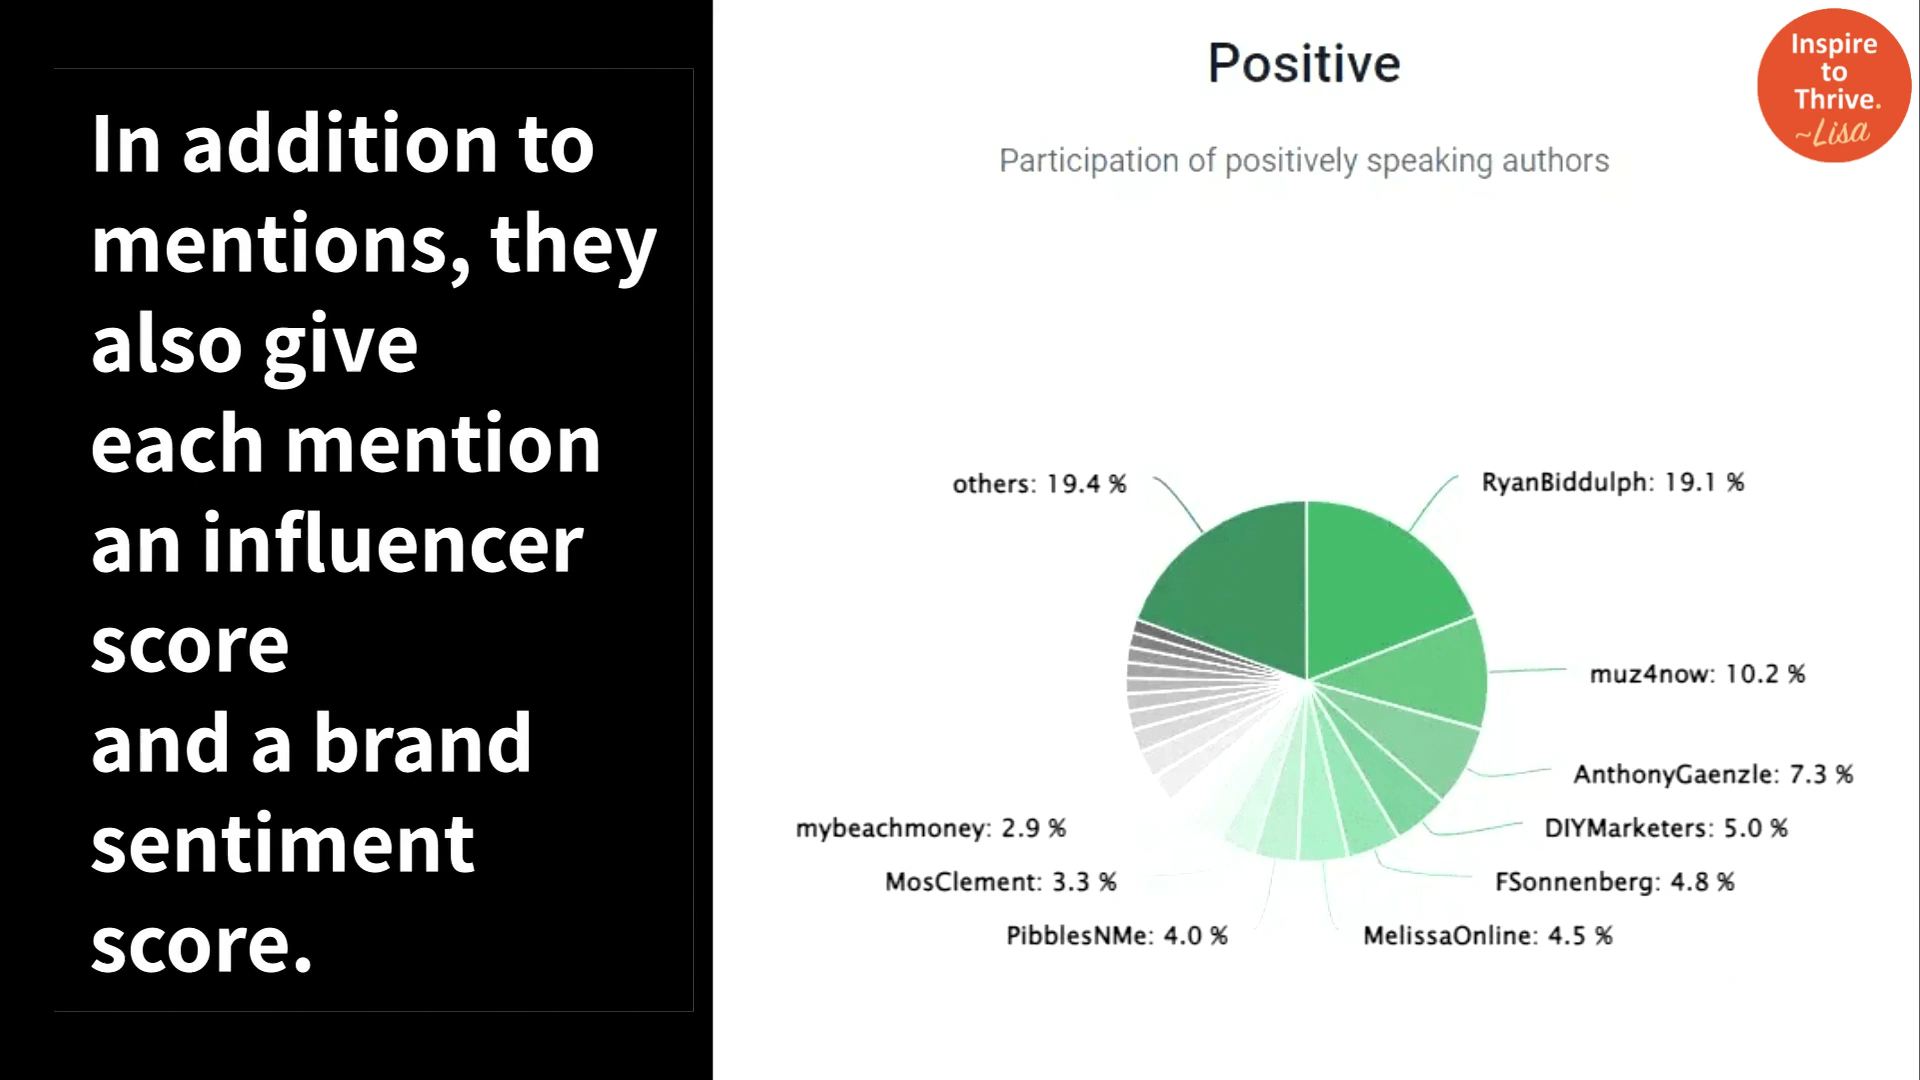 In addition to
mentions, they
also give
each mention
an influencer
score
and a brand
sentiment
score.
Positive
Participation of positively speaking authors
Inspire
to
Thrive.
~Lisa
others: 19.4 %
RyanBiddulph: 19.1 %
muz4now: 10.2 %
AnthonyGaenzle: 7.3 %
mybeachmoney: 2.9 %
DIYMarketers: 5.0 %
MosClement: 3.3 %
FSonnenberg: 4.8 %
PibblesNMe: 4.0 %
MelissaOnline: 4.5 %